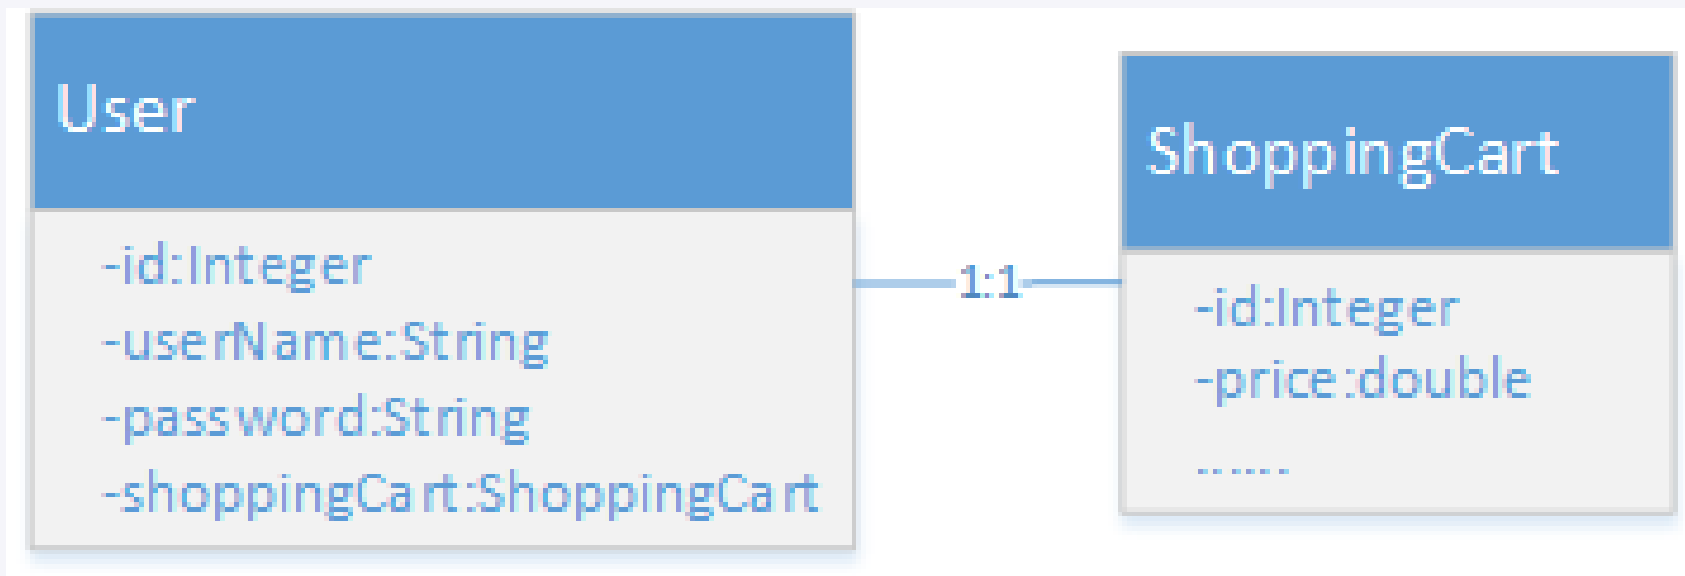 User
-id:Integer
-userName:String
-password:String
-shoppingCart:ShoppingCart
1:1
ShoppingCart
-id:Integer
-price:double
......